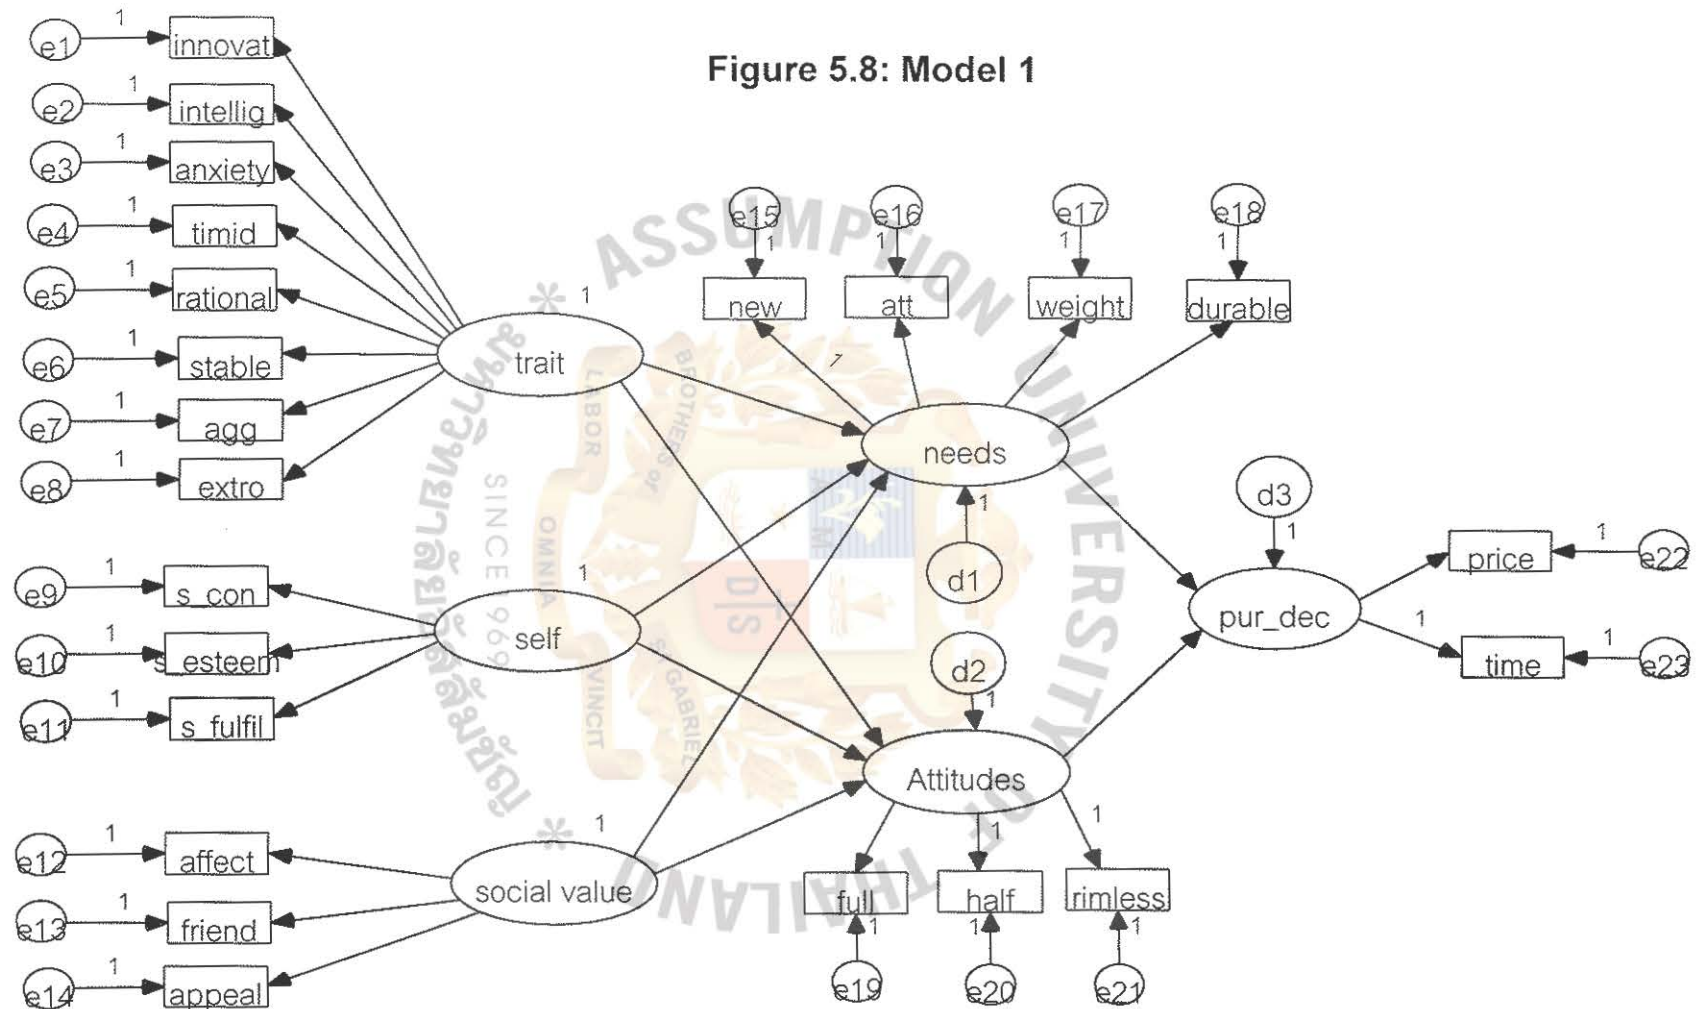 Figure 5.8: Model 1
e1 1 innovat
e2 1 intellig
e3 1 anxiety
e4 1 timid
e5 1 rational
e6 1 stable
e7 1 agg
e8 1 extro
1
trait
e15 e16 e17 e18
1 1 1 1
new att weight durable
1
needs
1
d1
e9 1 s_con
e10 1 s_esteem
e11 1 s_fulfil
1
self
d3
1
pur_dec
price 1 e22
1
time 1 e23
d2
1
Attitudes
1 1
full half rimless
1 1 1
e19 e20 e21
e12 1 affect
e13 1 friend
e14 1 appeal
1
social value
ASSUMPTION UNIVERSITY OF THAILAND
LABOR
OMNIA
VINCIT
BROTHERS of
ST GABRIEL
SINCE 1969
D S